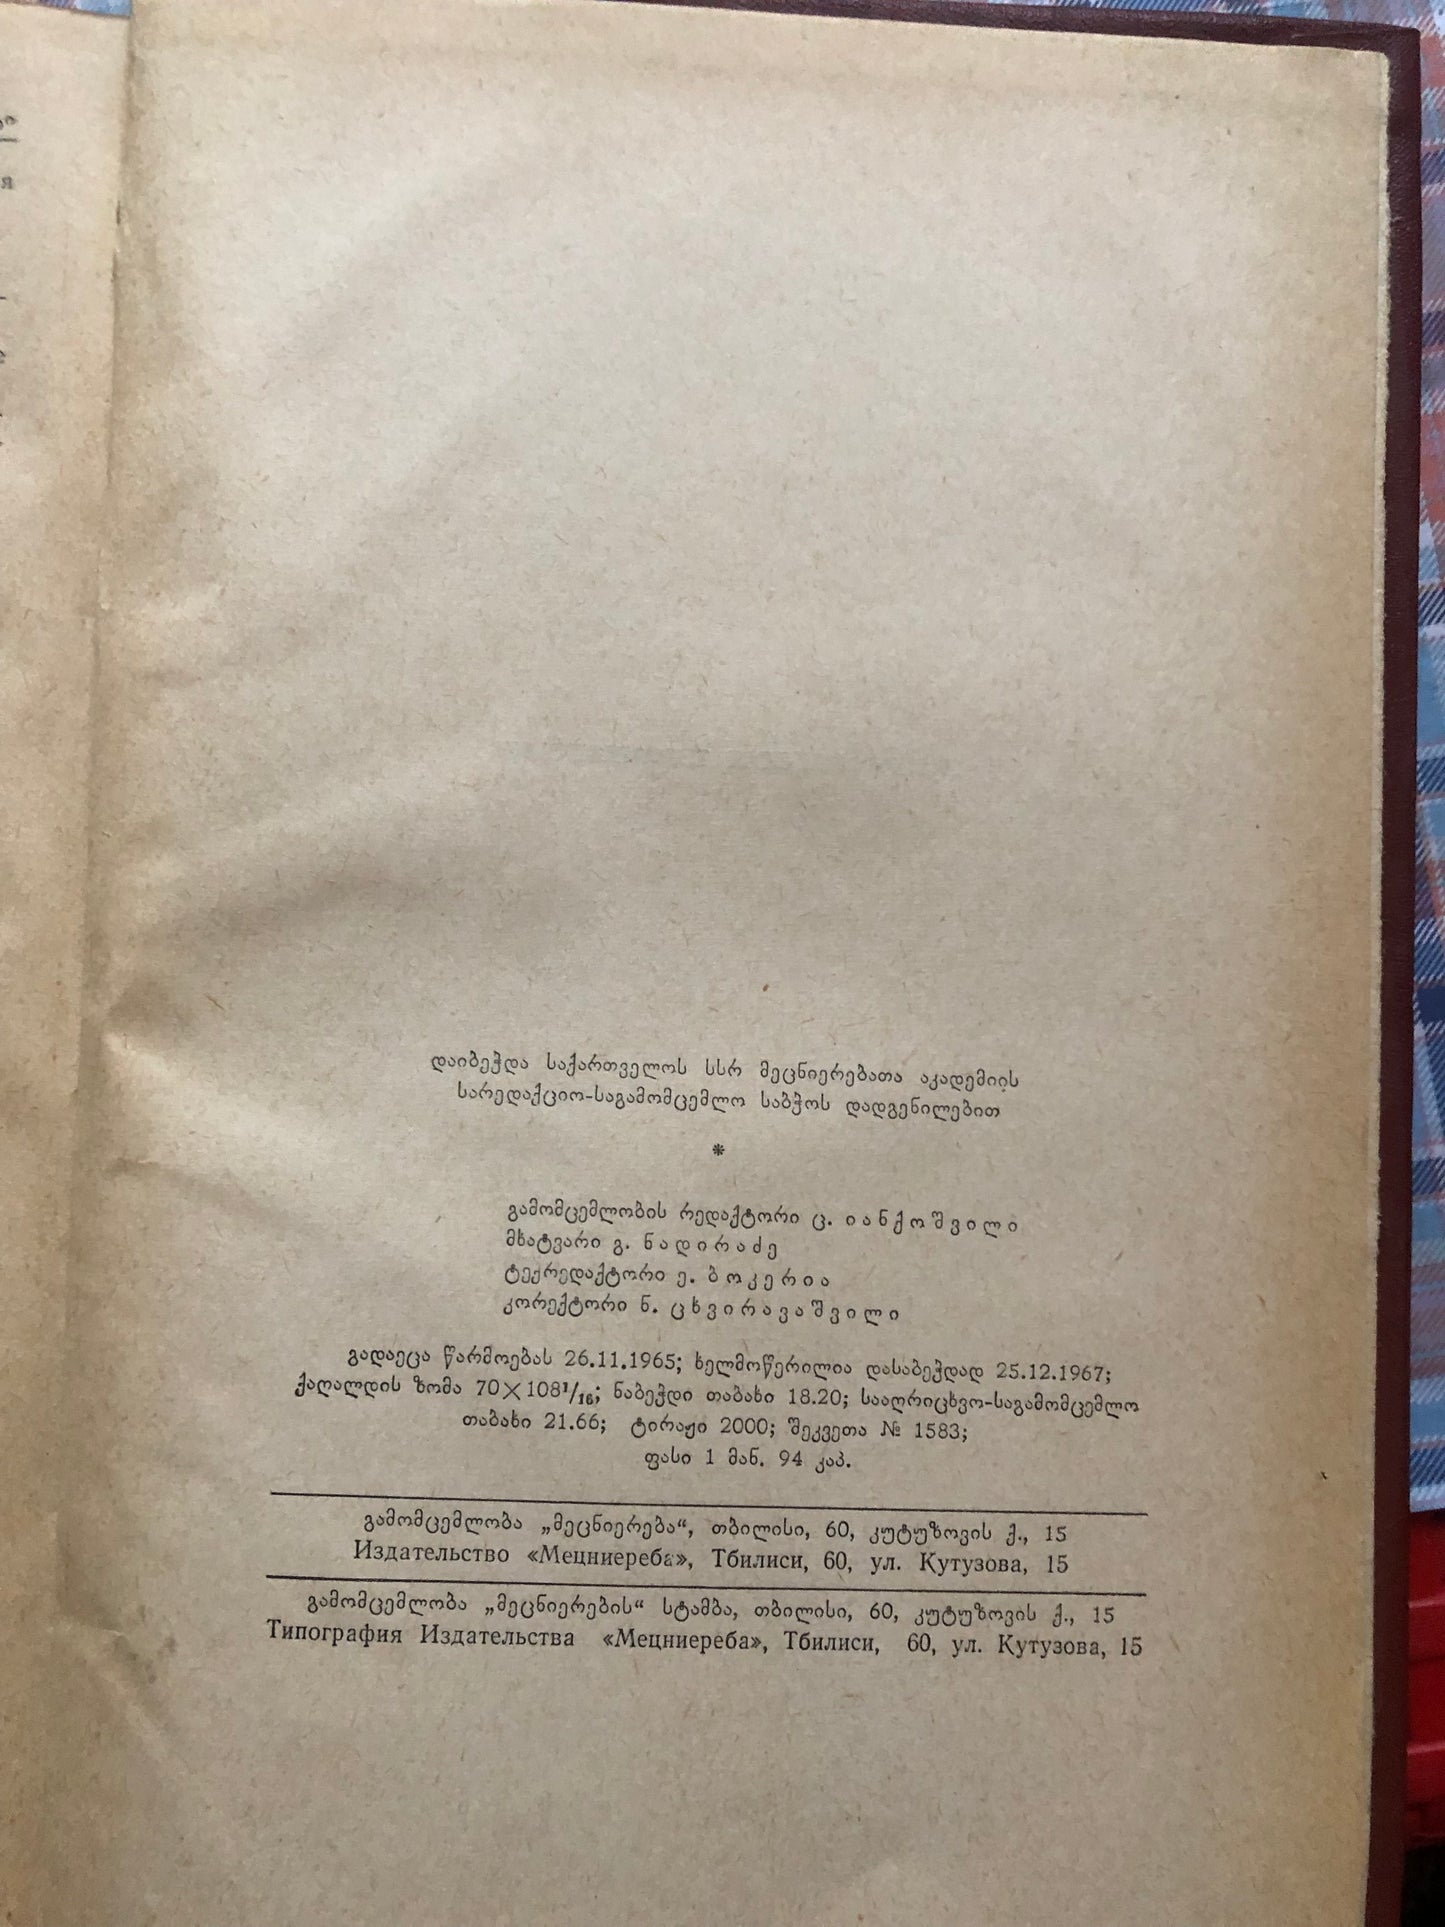 დაიბეჭდა საქართველოს სსრ მეცნიერებათა აკადემიის
სარედაქციო-საგამომცემლო საბჭოს დადგენილებით
*
გამომცემლობის რედაქტორი ც. იანქოშვილი
მხატვარი გ. ნადირაძე
ტექრედაქტორი ე. ბოკერია
კორექტორი ნ. ცხვირავაშვილი
გადაეცა წარმოებას 26.11.1965; ხელმოწერილია დასაბეჭდად 25.12.1967;
ქაღალდის ზომა 70×108¹/₁₆; ნაბეჭდი თაბახი 18.20; სააღრიცხვო-საგამომცემლო
თაბახი 21.66; ტირაჟი 2000; შეკვეთა № 1583;
ფასი 1 მან. 94 კაპ.
გამომცემლობა „მეცნიერება“, თბილისი, 60, კუტუზოვის ქ., 15
Издательство «Мецниереба», Тбилиси, 60, ул. Кутузова, 15
გამომცემლობა „მეცნიერების“ სტამბა, თბილისი, 60, კუტუზოვის ქ., 15
Типография Издательства «Мецниереба», Тбилиси, 60, ул. Кутузова, 15